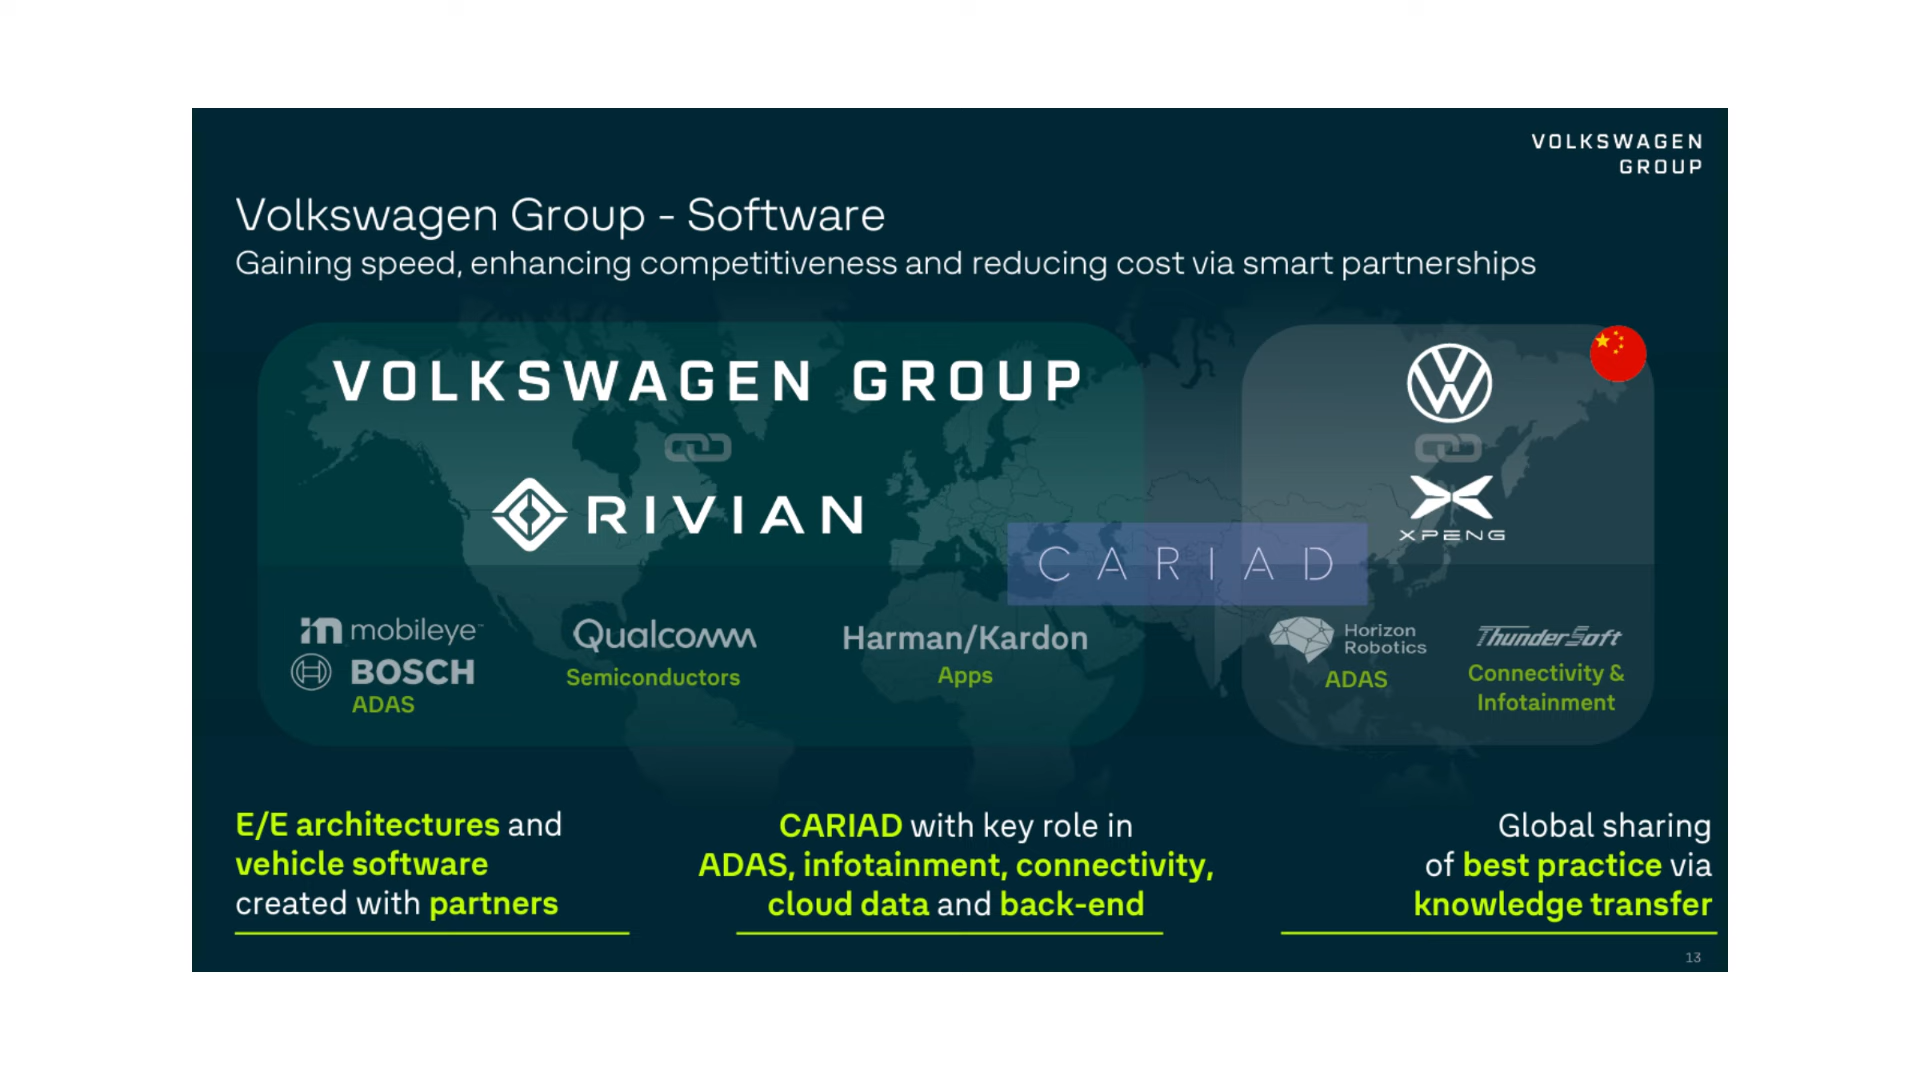 VOLKSWAGEN
GROUP
Volkswagen Group - Software
Gaining speed, enhancing competitiveness and reducing cost via smart partnerships
VOLKSWAGEN GROUP
RIVIAN
XPENG
CARIAD
mobileye
BOSCH
ADAS
Qualcomm
Semiconductors
Harman/Kardon
Apps
Horizon
Robotics
ADAS
ThunderSoft
Connectivity &
Infotainment
E/E architectures and
vehicle software
created with partners
CARIAD with key role in
ADAS, infotainment, connectivity,
cloud data and back-end
Global sharing
of best practice via
knowledge transfer
13